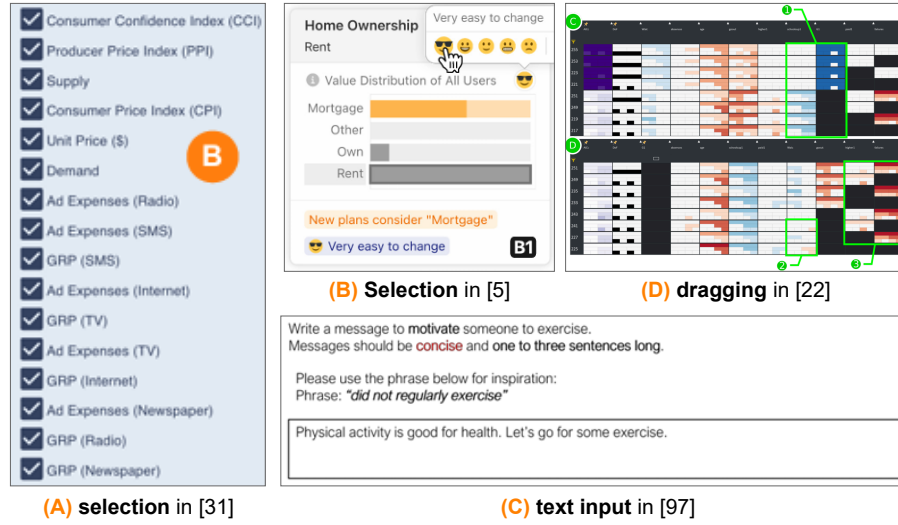 Consumer Confidence Index (CCI)
Producer Price Index (PPI)
Supply
Consumer Price Index (CPI)
Unit Price ($)
Demand
Ad Expenses (Radio)
Ad Expenses (SMS)
GRP (SMS)
Ad Expenses (Internet)
GRP (TV)
Ad Expenses (TV)
GRP (Internet)
Ad Expenses (Newspaper)
GRP (Radio)
GRP (Newspaper)
B
(A) selection in [31]
Home Ownership
Rent
Very easy to change
Value Distribution of All Users
Mortgage
Other
Own
Rent
New plans consider "Mortgage"
😎 Very easy to change
B1
(B) Selection in [5]
C
1
D
2
3
(D) dragging in [22]
Write a message to motivate someone to exercise.
Messages should be concise and one to three sentences long.
Please use the phrase below for inspiration:
Phrase: “did not regularly exercise”
Physical activity is good for health. Let’s go for some exercise.
(C) text input in [97]